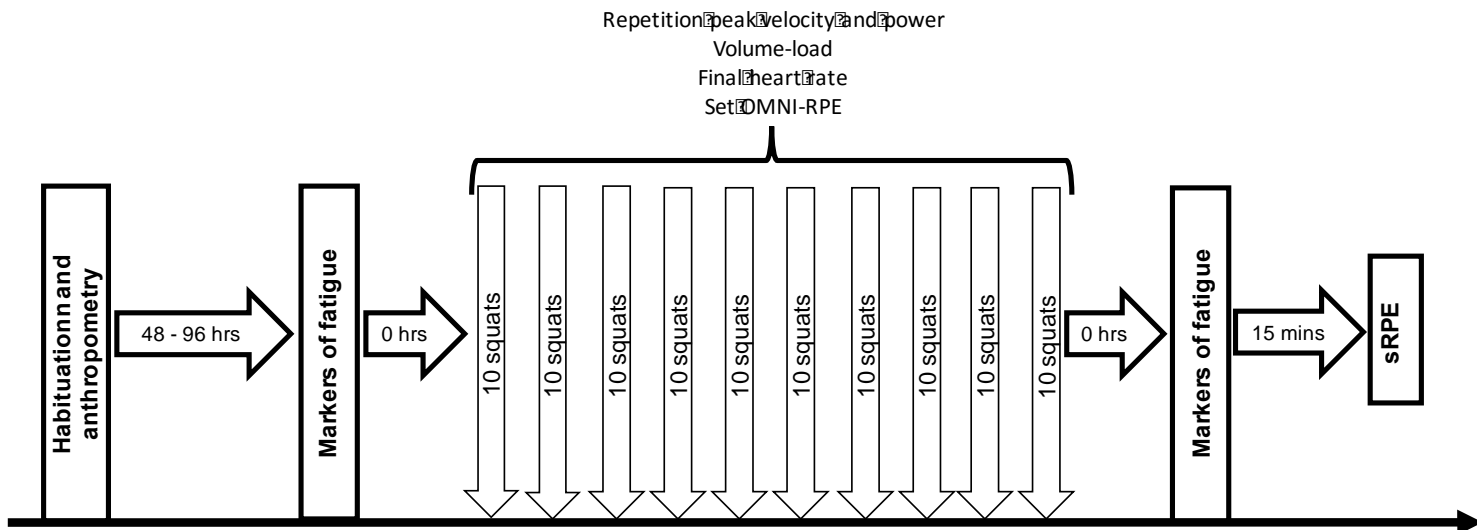 Repetition peak velocity and power
Volume-load
Final heart rate
Set OMNI-RPE
Habituationn and
anthropometry
48 - 96 hrs
Markers of fatigue
0 hrs
10 squats
10 squats
10 squats
10 squats
10 squats
10 squats
10 squats
10 squats
10 squats
10 squats
0 hrs
Markers of fatigue
15 mins
sRPE